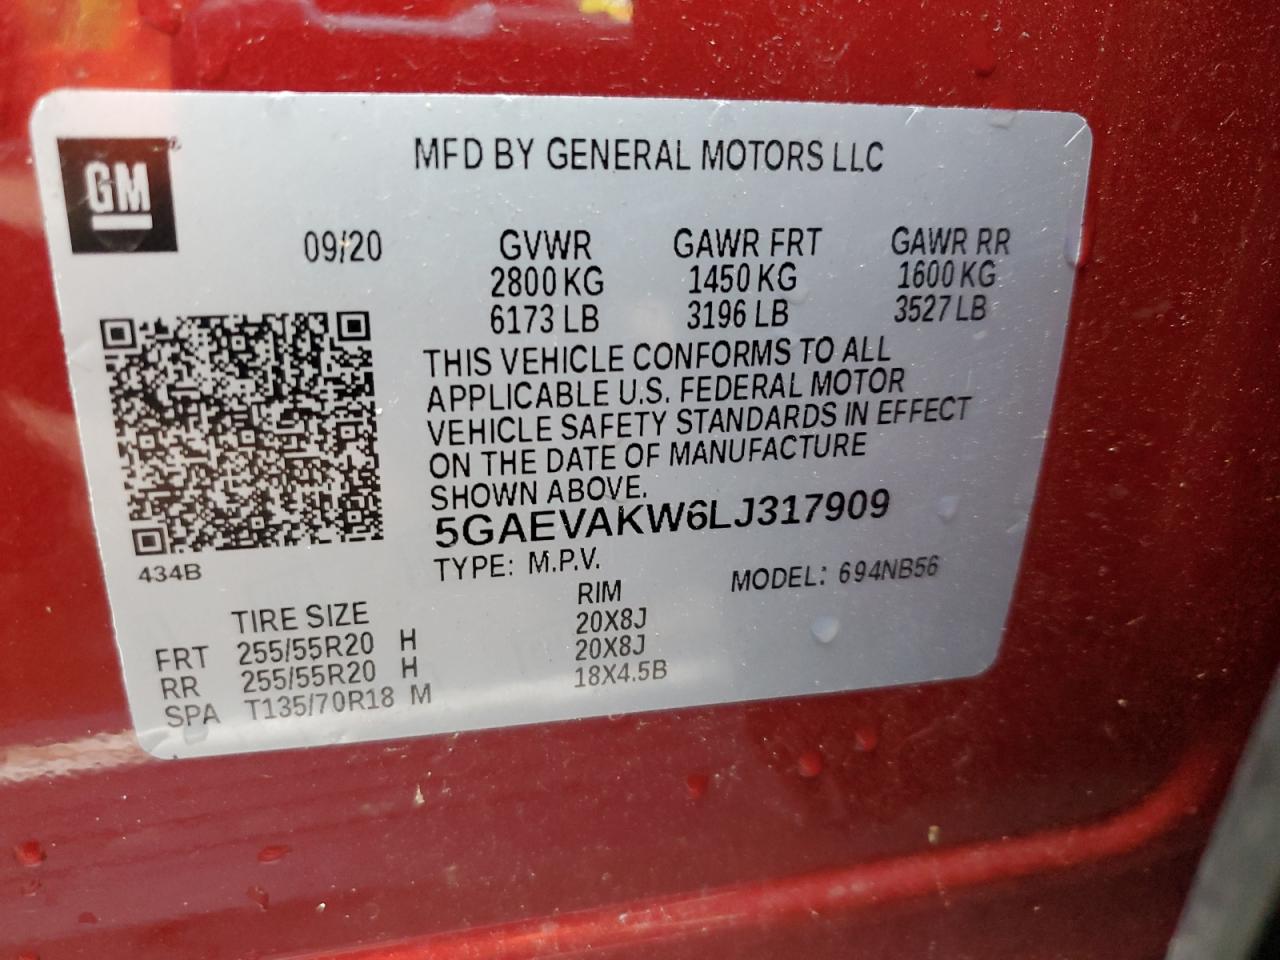 GM
MFD BY GENERAL MOTORS LLC
09/20 GVWR GAWR FRT GAWR RR
2800 KG 1450 KG 1600 KG
6173 LB 3196 LB 3527 LB
THIS VEHICLE CONFORMS TO ALL
APPLICABLE U.S. FEDERAL MOTOR
VEHICLE SAFETY STANDARDS IN EFFECT
ON THE DATE OF MANUFACTURE
SHOWN ABOVE.
5GAEVAKW6LJ317909
434B
TYPE: M.P.V. MODEL: 694NB56
TIRE SIZE RIM
FRT 255/55R20 H 20X8J
RR 255/55R20 H 20X8J
SPA T135/70R18 M 18X4.5B